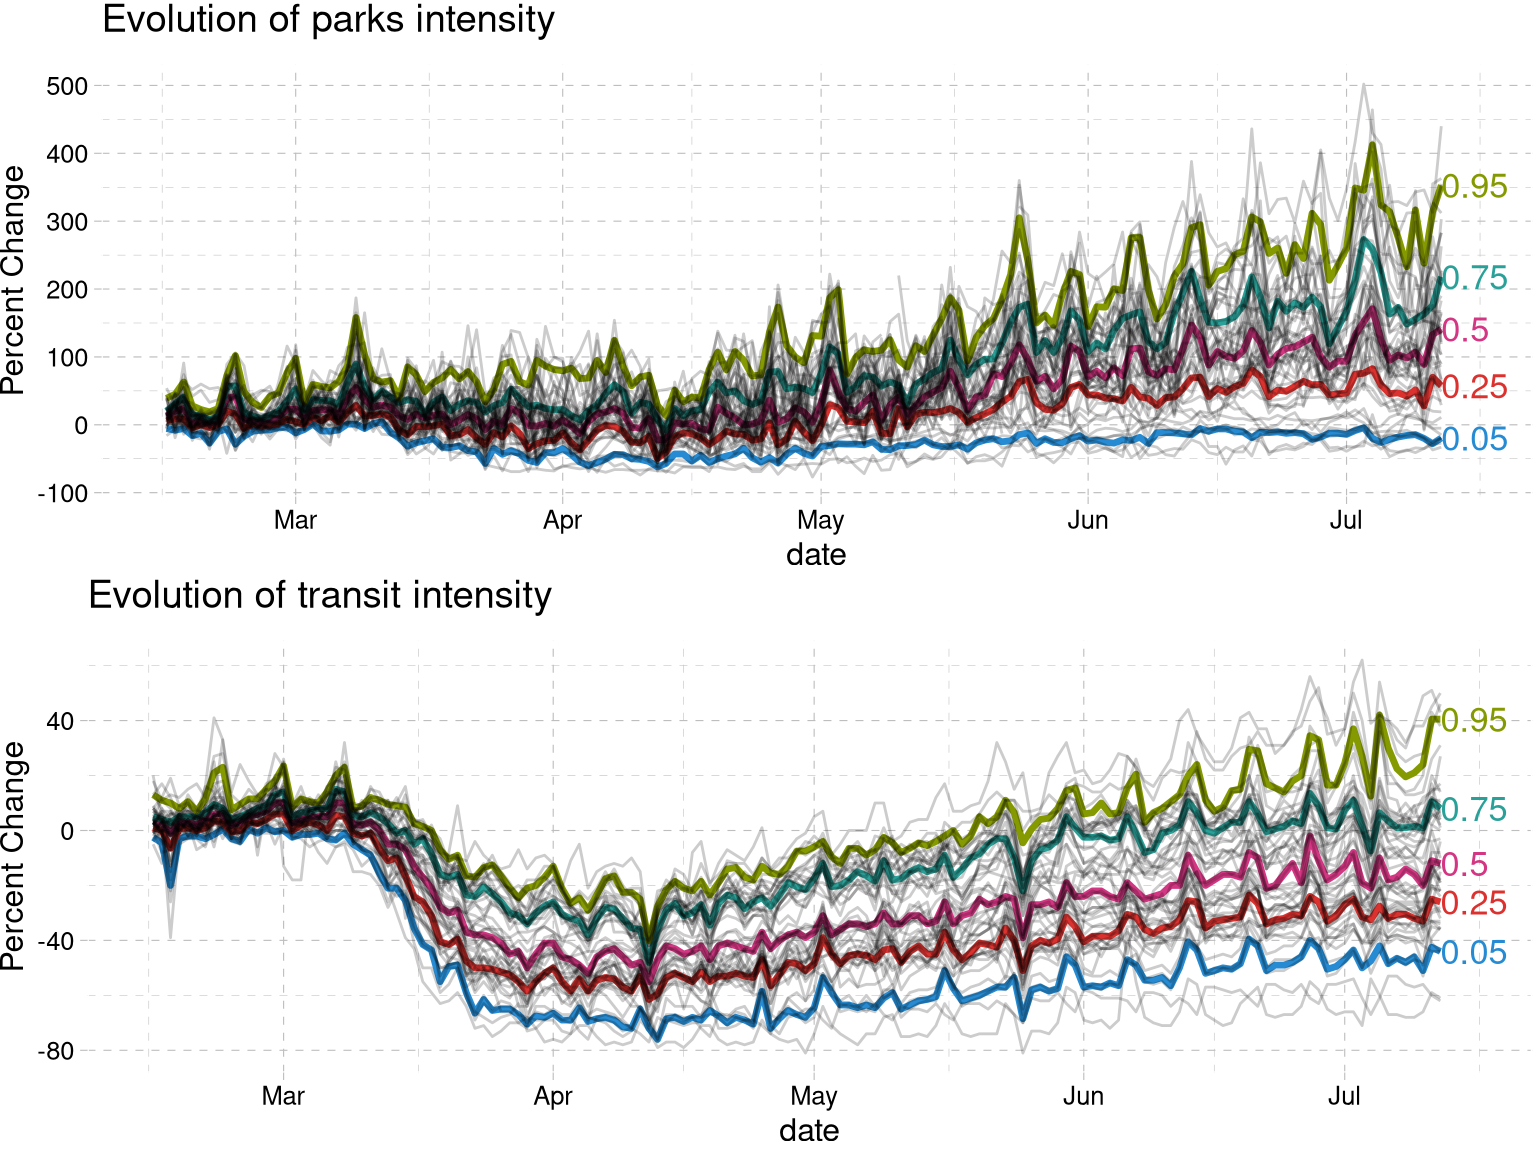 Evolution of parks intensity
Percent Change
500
400
300
200
100
0
-100
0.95
0.75
0.5
0.25
0.05
Mar Apr May Jun Jul
date
Evolution of transit intensity
Percent Change
40
0
-40
-80
0.95
0.75
0.5
0.25
0.05
Mar Apr May Jun Jul
date